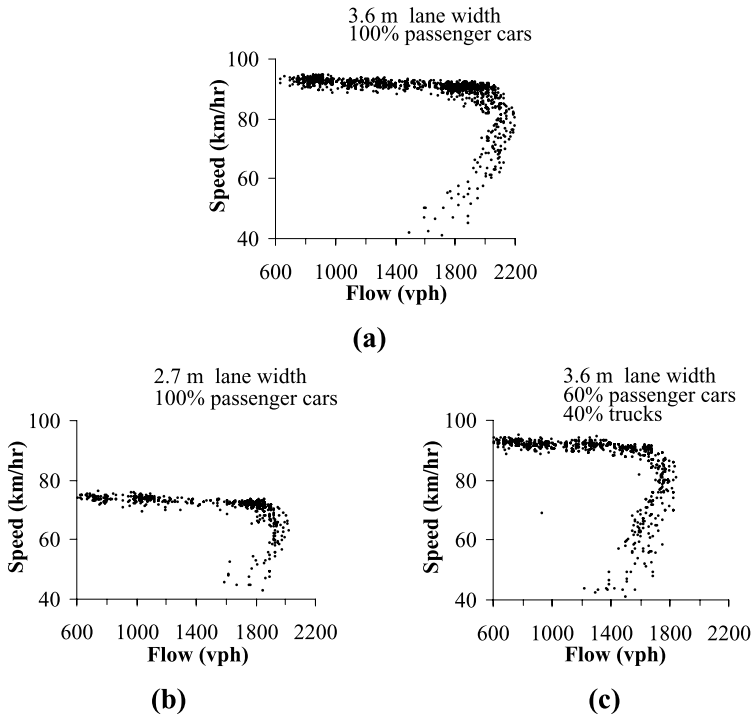 3.6 m lane width
100% passenger cars
100
80
60
40
Speed (km/hr)
600 1000 1400 1800 2200
Flow (vph)
(a)
2.7 m lane width
100% passenger cars
100
80
60
40
Speed (km/hr)
600 1000 1400 1800 2200
Flow (vph)
(b)
3.6 m lane width
60% passenger cars
40% trucks
100
80
60
40
Speed (km/hr)
600 1000 1400 1800 2200
Flow (vph)
(c)